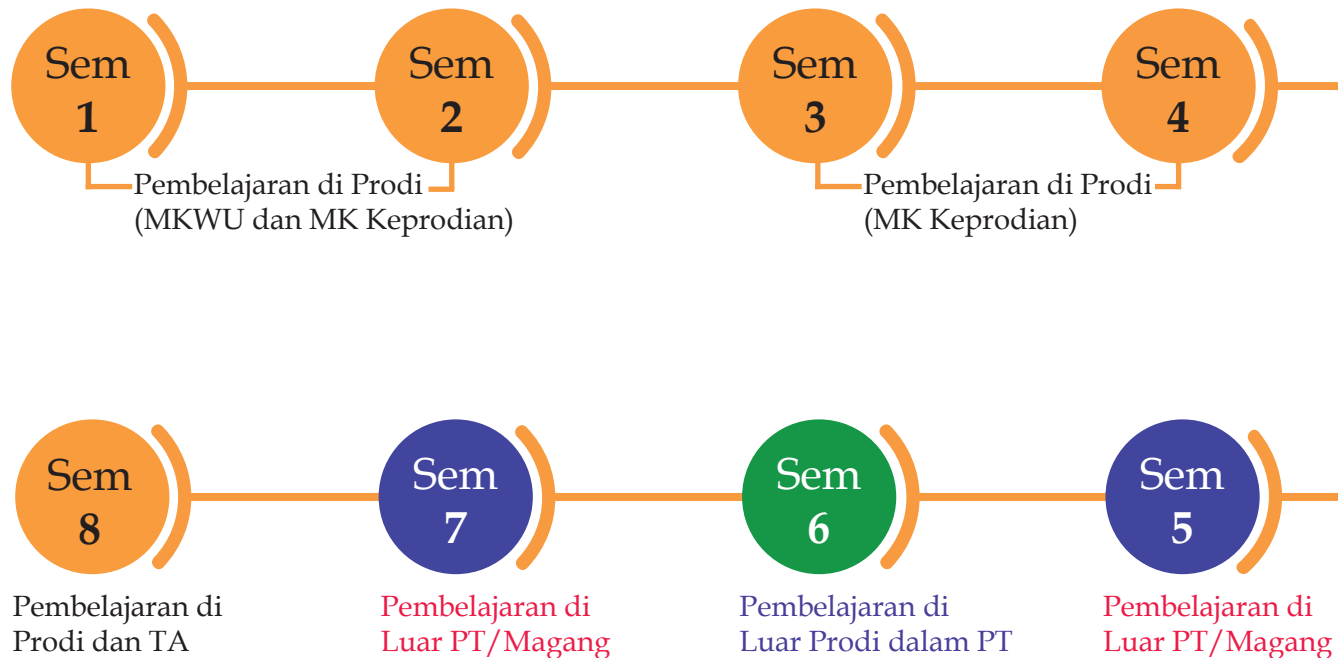 Sem
1
Sem
2
Sem
3
Sem
4
Pembelajaran di Prodi
(MKWU dan MK Keprodian)
Pembelajaran di Prodi
(MK Keprodian)
Sem
8
Sem
7
Sem
6
Sem
5
Pembelajaran di
Prodi dan TA
Pembelajaran di
Luar PT/Magang
Pembelajaran di
Luar Prodi dalam PT
Pembelajaran di
Luar PT/Magang